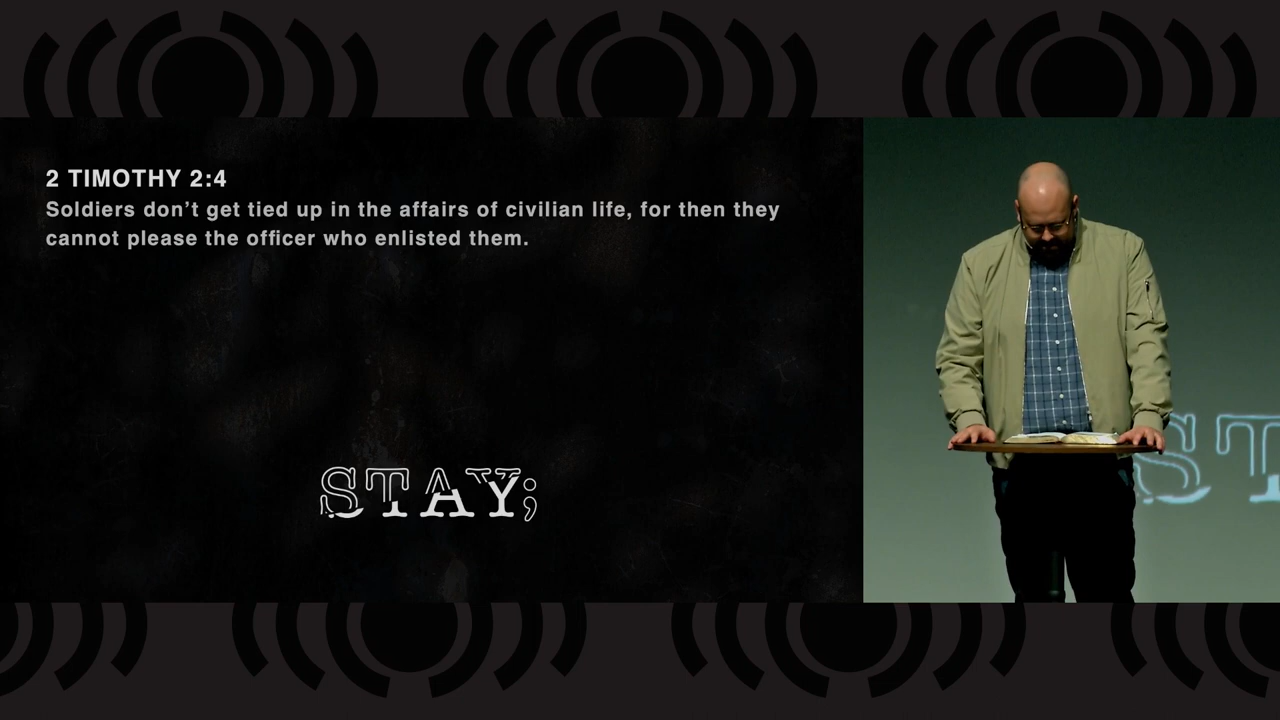 2 TIMOTHY 2:4
Soldiers don’t get tied up in the affairs of civilian life, for then they
cannot please the officer who enlisted them.
STAY;
ST